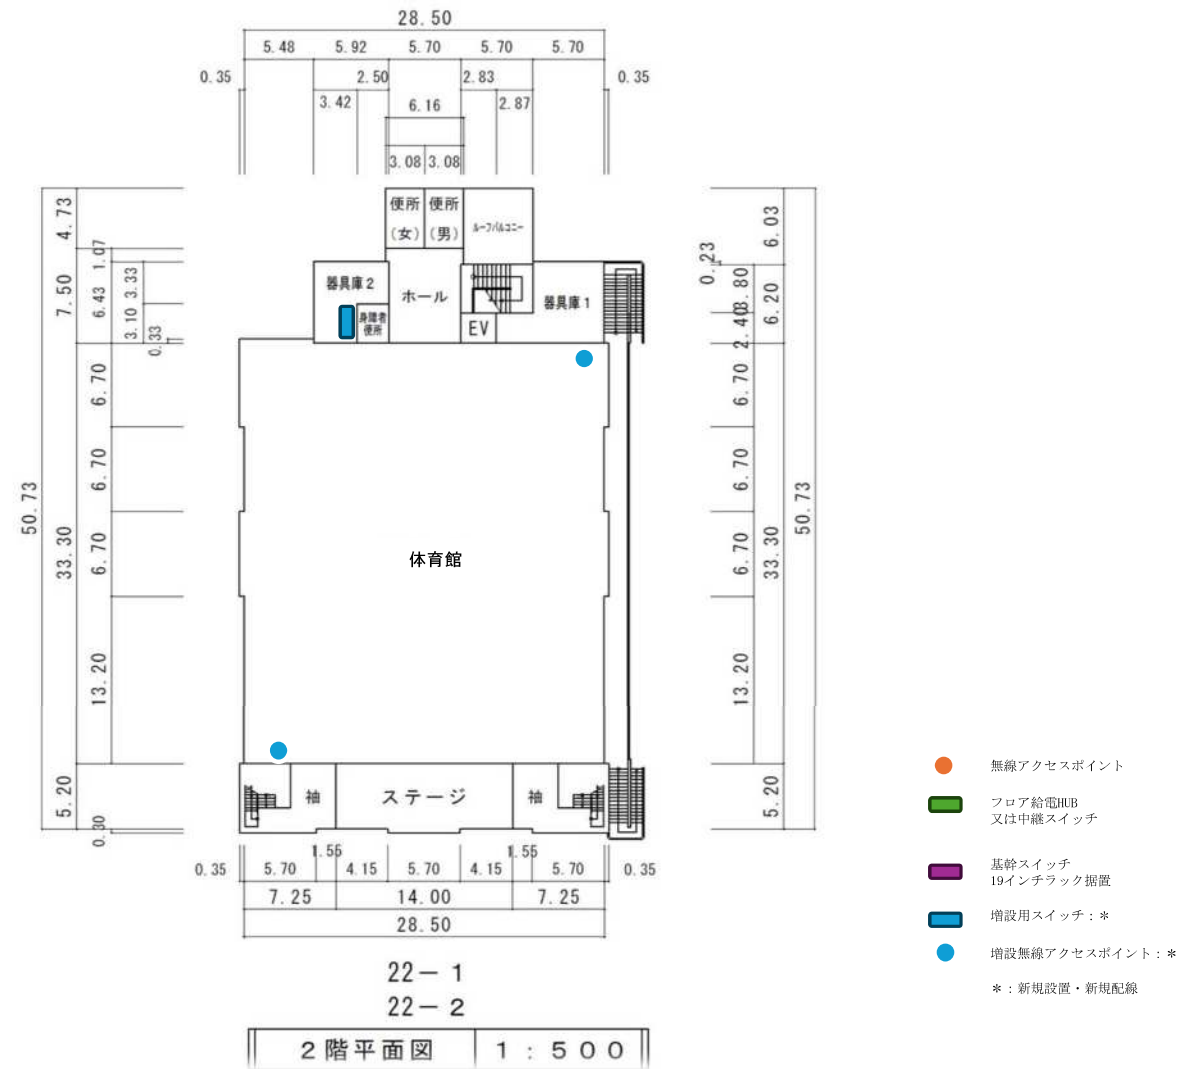 28.50
5.48 5.92 5.70 5.70 5.70
0.35 2.50 2.83 0.35
3.42 6.16 2.87
3.08 3.08
便所 便所
(女) (男)
ルーフバルコニー
器具庫2
ホール
器具庫1
身障者
便所
EV
4.73
1.07
7.50
6.43
3.33
3.10
0.33
6.70
6.70
50.73
33.30
6.70
13.20
5.20
0.30
6.03
0.23
3.80
6.20
2.40
6.70
6.70
50.73
6.70
33.30
13.20
5.20
体育館
袖 ステージ 袖
1.55 1.55
0.35 5.70 4.15 5.70 4.15 5.70 0.35
7.25 14.00 7.25
28.50
22-1
22-2
2階平面図 1:500
無線アクセスポイント
フロア給電HUB
又は中継スイッチ
基幹スイッチ
19インチラック据置
増設用スイッチ:*
増設無線アクセスポイント:*
*:新規設置・新規配線